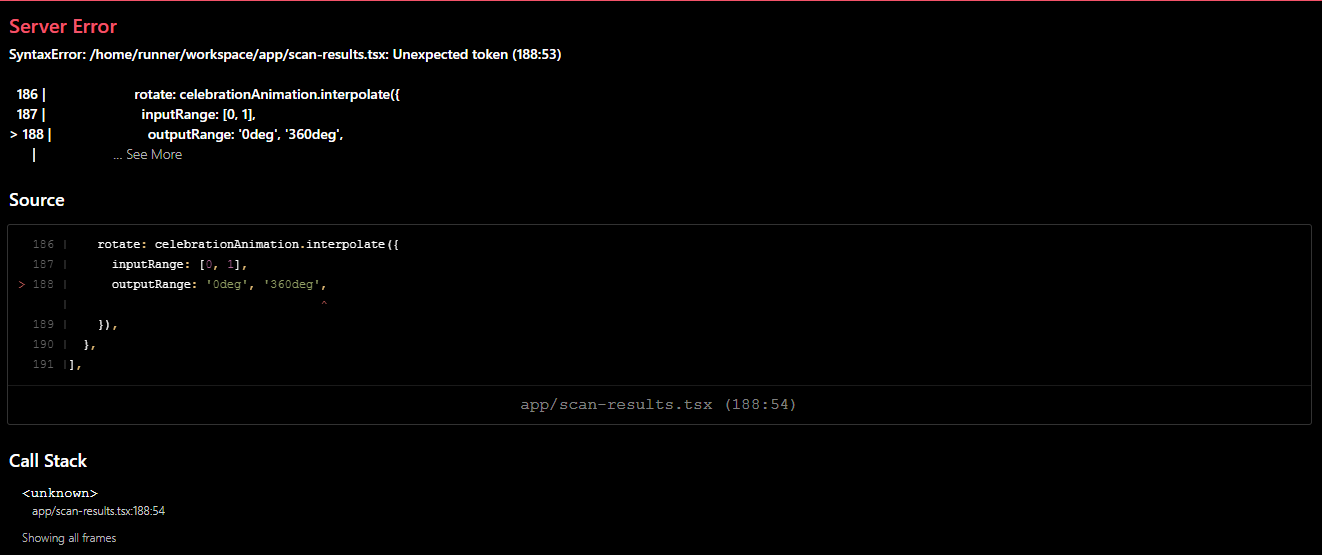 Server Error
SyntaxError: /home/runner/workspace/app/scan-results.tsx: Unexpected token (188:53)
186 | rotate: celebrationAnimation.interpolate({
187 | inputRange: [0, 1],
> 188 | outputRange: '0deg', '360deg',
| ... See More
Source
186 | rotate: celebrationAnimation.interpolate({
187 | inputRange: [0, 1],
> 188 | outputRange: '0deg', '360deg',
| ^
189 | }),
190 | },
191 | ],
app/scan-results.tsx (188:54)
Call Stack
<unknown>
app/scan-results.tsx:188:54
Showing all frames